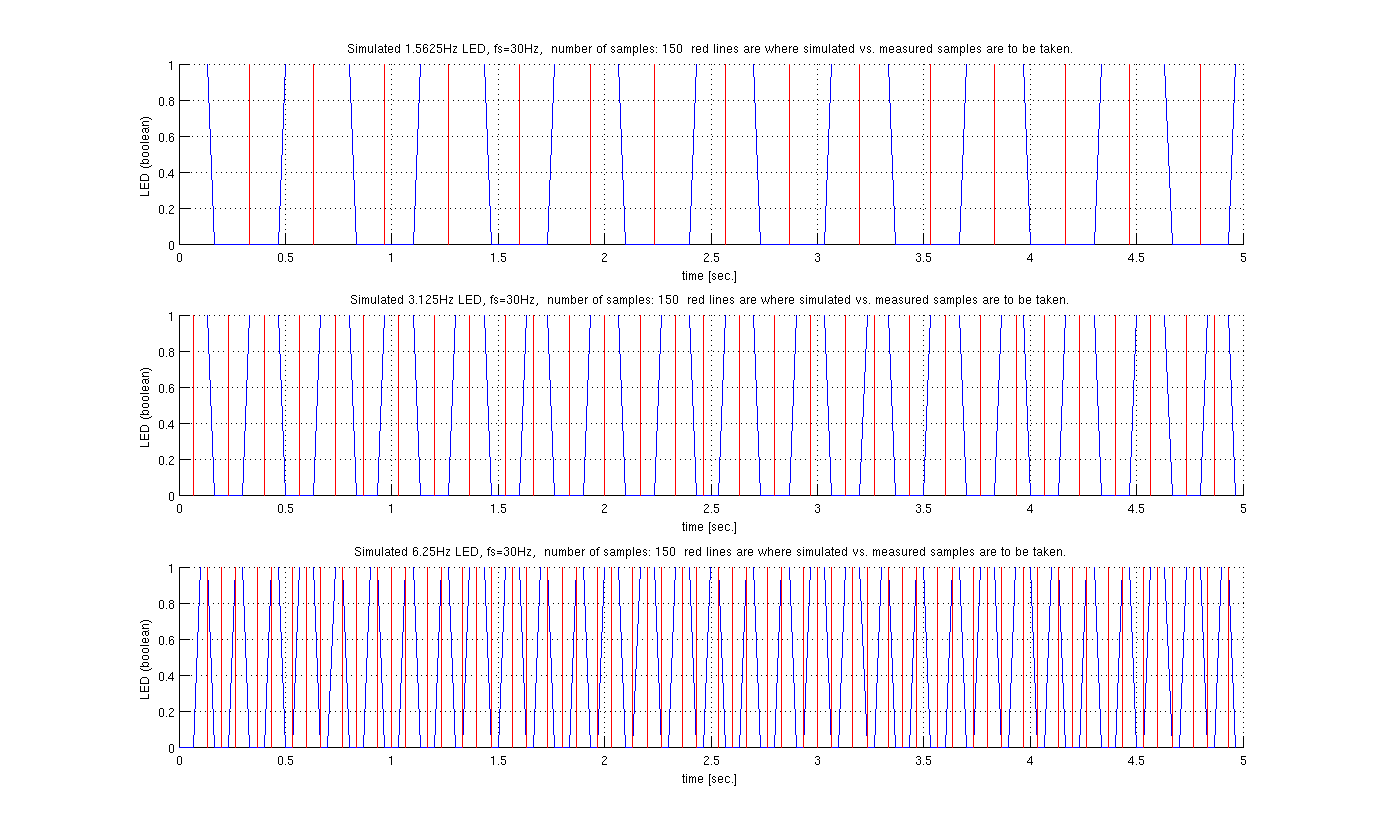 Simulated 1.5625Hz LED, fs=30Hz,  number of samples: 150  red lines are where simulated vs. measured samples are to be taken.
LED (boolean)
1
0.8
0.6
0.4
0.2
0
0 0.5 1 1.5 2 2.5 3 3.5 4 4.5 5
time [sec.]
Simulated 3.125Hz LED, fs=30Hz,  number of samples: 150  red lines are where simulated vs. measured samples are to be taken.
LED (boolean)
1
0.8
0.6
0.4
0.2
0
0 0.5 1 1.5 2 2.5 3 3.5 4 4.5 5
time [sec.]
Simulated 6.25Hz LED, fs=30Hz,  number of samples: 150  red lines are where simulated vs. measured samples are to be taken.
LED (boolean)
1
0.8
0.6
0.4
0.2
0
0 0.5 1 1.5 2 2.5 3 3.5 4 4.5 5
time [sec.]